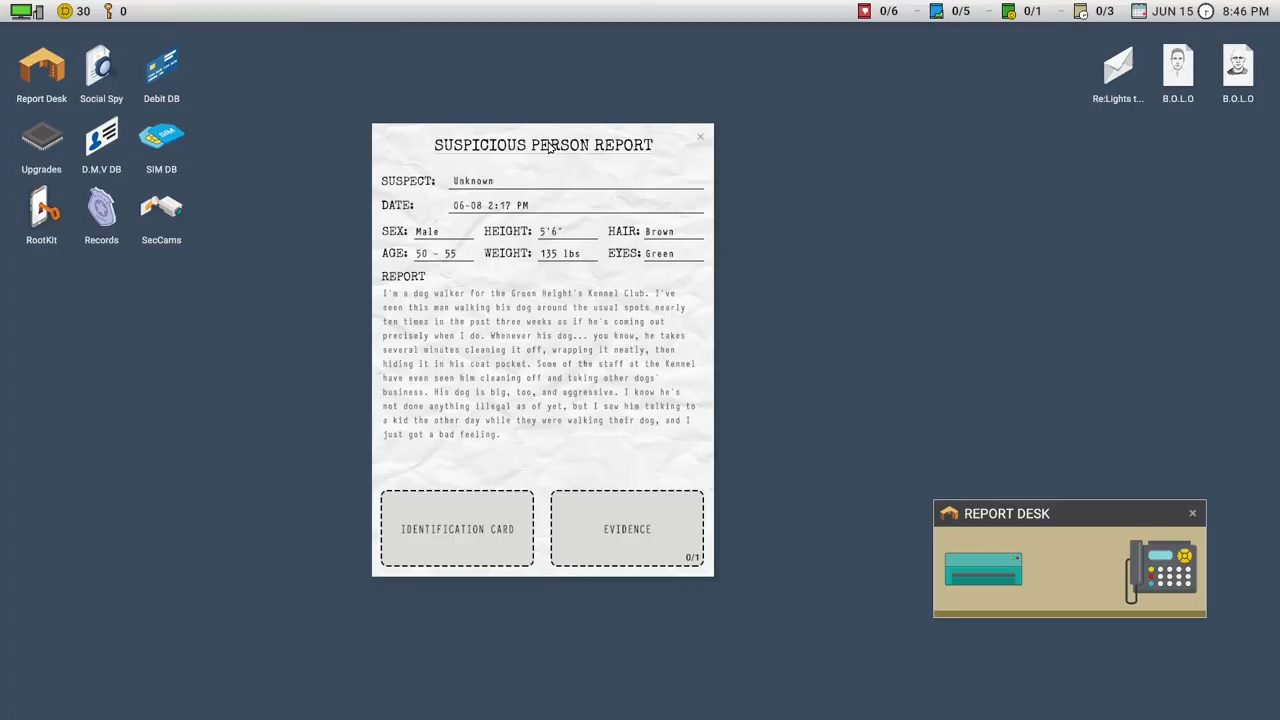 30 0 0/6 0/5 0/1 0/3 JUN 15 8:46 PM
Report Desk Social Spy Debit DB
Upgrades D.M.V DB SIM DB
SIM
RootKit Records SecCams
Re:Lights t... B.O.L.O B.O.L.O
SUSPICIOUS PERSON REPORT
SUSPECT: Unknown
DATE: 06-08 2:17 PM
SEX: Male HEIGHT: 5'6" HAIR: Brown
AGE: 50 - 55 WEIGHT: 135 lbs EYES: Green
REPORT
I'm a dog walker for the Green Height's Kennel Club. I've
seen this man walking his dog around the usual spots nearly
ten times in the past three weeks as if he's coming out
precisely when I do. Whenever his dog... you know, he takes
several minutes cleaning it off, wrapping it neatly, then
hiding it in his coat pocket. Some of the staff at the Kennel
have even seen him cleaning off and taking other dogs'
business. His dog is big, too, and aggressive. I know he's
not done anything illegal as of yet, but I saw him talking to
a kid the other day while they were walking their dog, and I
just got a bad feeling.
IDENTIFICATION CARD
EVIDENCE
0/1
REPORT DESK